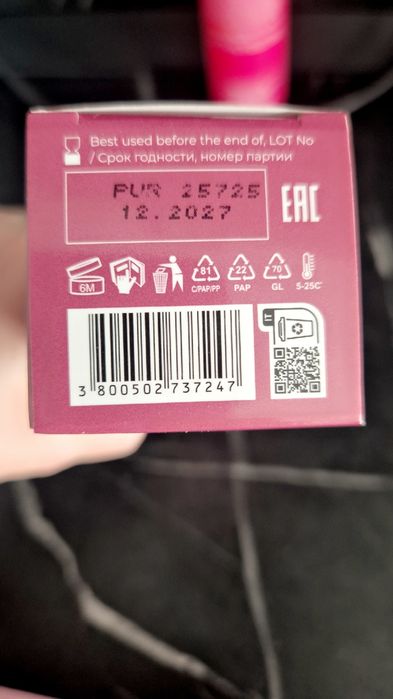 Best used before the end of, LOT No
/ Срок годности, номер партии
PUR 25725
12.2027
EAC
6M
81
C/PAP/PP
22
PAP
70
GL
5-25C°
IT
3 800502 737247